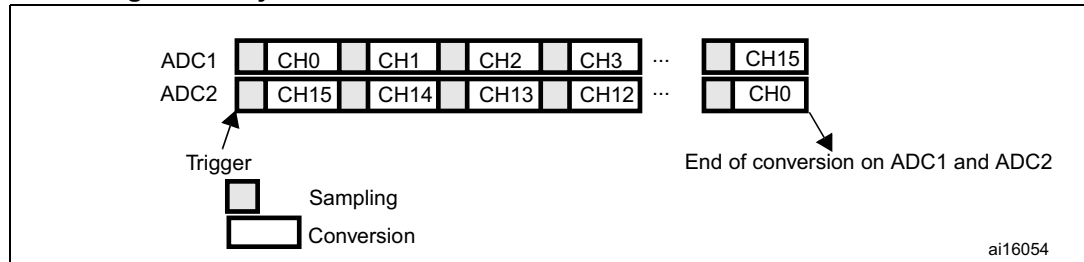 ADC1 CH0 CH1 CH2 CH3 ... CH15
ADC2 CH15 CH14 CH13 CH12 ... CH0
Trigger
End of conversion on ADC1 and ADC2
Sampling
Conversion
ai16054